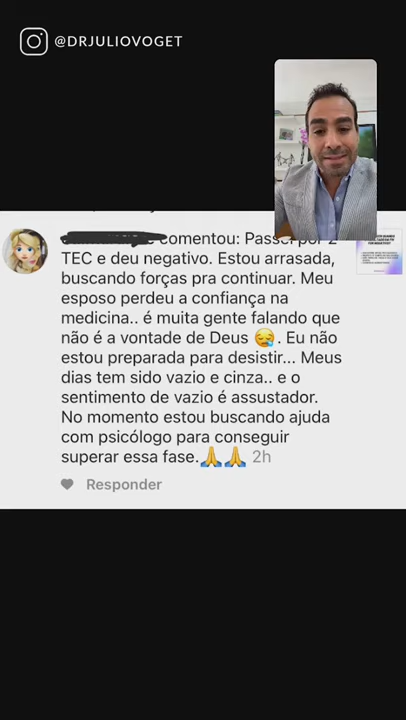 @DRJULIOVOGET
comentou: Passei por 2
TEC e deu negativo. Estou arrasada,
buscando forças pra continuar. Meu
esposo perdeu a confiança na
medicina.. é muita gente falando que
não é a vontade de Deus 😪. Eu não
estou preparada para desistir... Meus
dias tem sido vazio e cinza.. e o
sentimento de vazio é assustador.
No momento estou buscando ajuda
com psicólogo para conseguir
superar essa fase.🙏🙏 2h
Responder